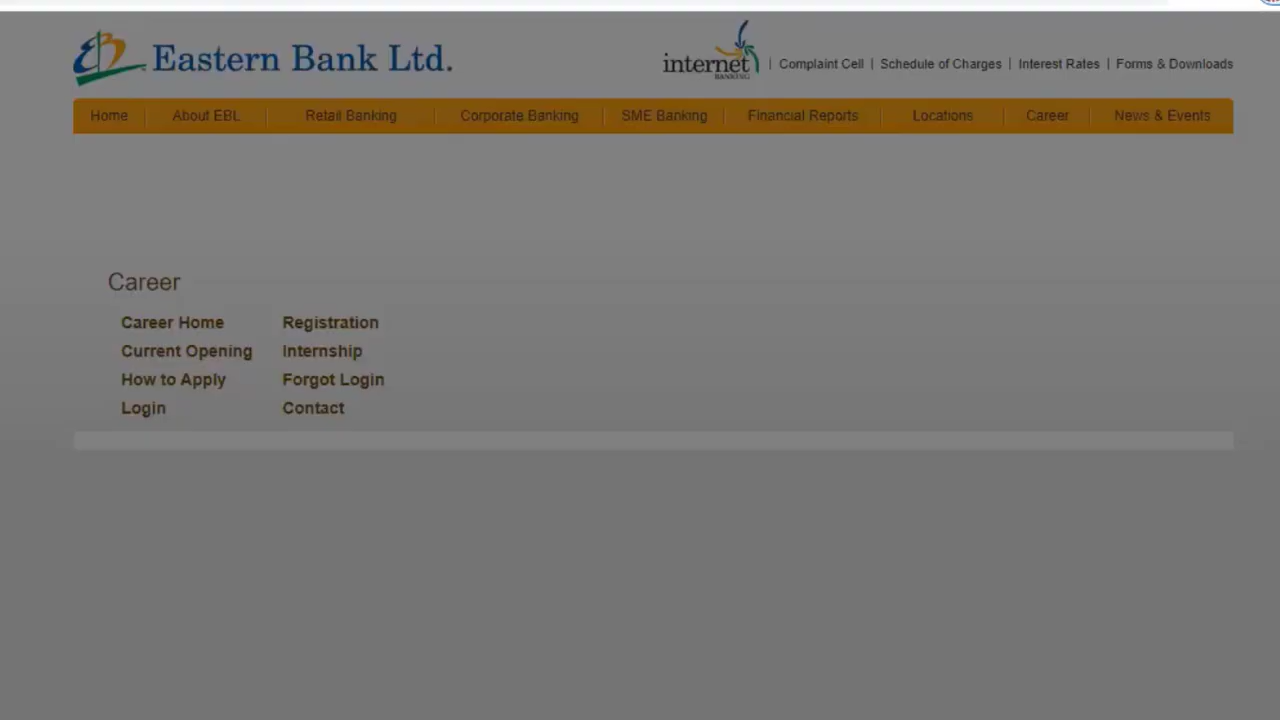 Eastern Bank Ltd.
internet BANKING | Complaint Cell | Schedule of Charges | Interest Rates | Forms & Downloads
Home About EBL Retail Banking Corporate Banking SME Banking Financial Reports Locations Career News & Events
Career
Career Home Registration
Current Opening Internship
How to Apply Forgot Login
Login Contact